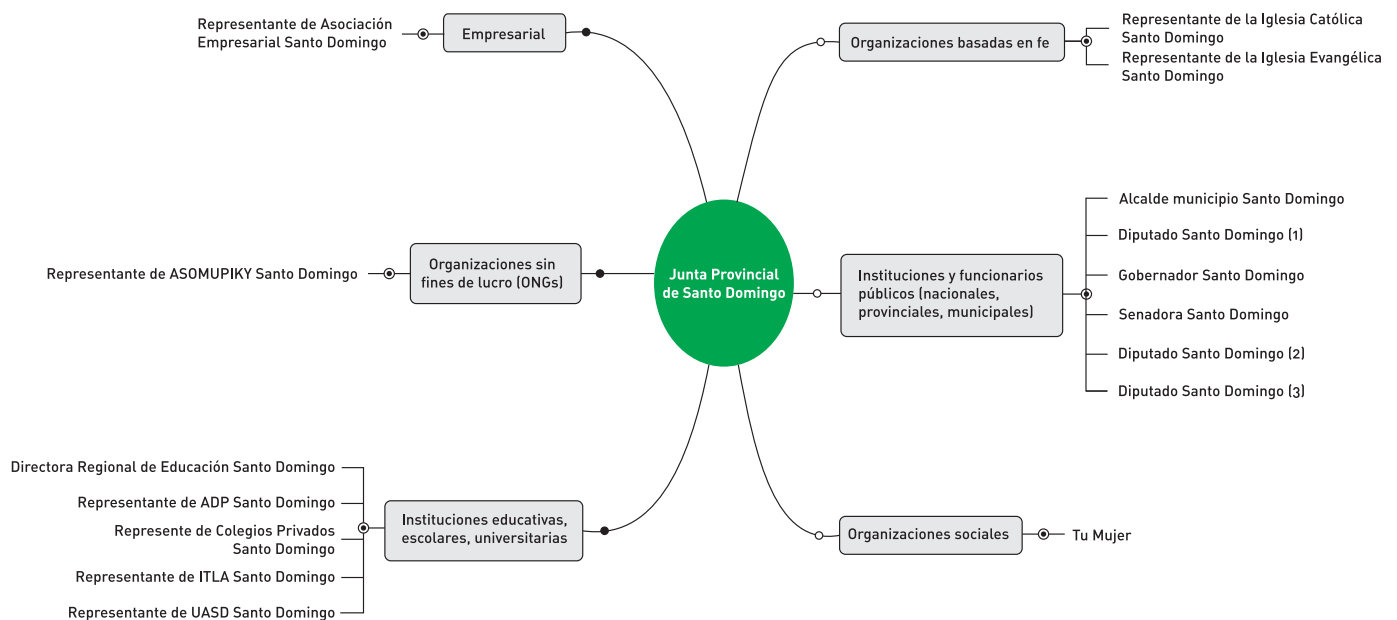 Representante de Asociación
Empresarial Santo Domingo
Empresarial
Organizaciones basadas en fe
Representante de la Iglesia Católica
Santo Domingo
Representante de la Iglesia Evangélica
Santo Domingo
Representante de ASOMUPIKY Santo Domingo
Organizaciones sin
fines de lucro (ONGs)
Junta Provincial
de Santo Domingo
Instituciones y funcionarios
públicos (nacionales,
provinciales, municipales)
Alcalde municipio Santo Domingo
Diputado Santo Domingo (1)
Gobernador Santo Domingo
Senadora Santo Domingo
Diputado Santo Domingo (2)
Diputado Santo Domingo (3)
Directora Regional de Educación Santo Domingo
Representante de ADP Santo Domingo
Represente de Colegios Privados
Santo Domingo
Representante de ITLA Santo Domingo
Representante de UASD Santo Domingo
Instituciones educativas,
escolares, universitarias
Organizaciones sociales
Tu Mujer